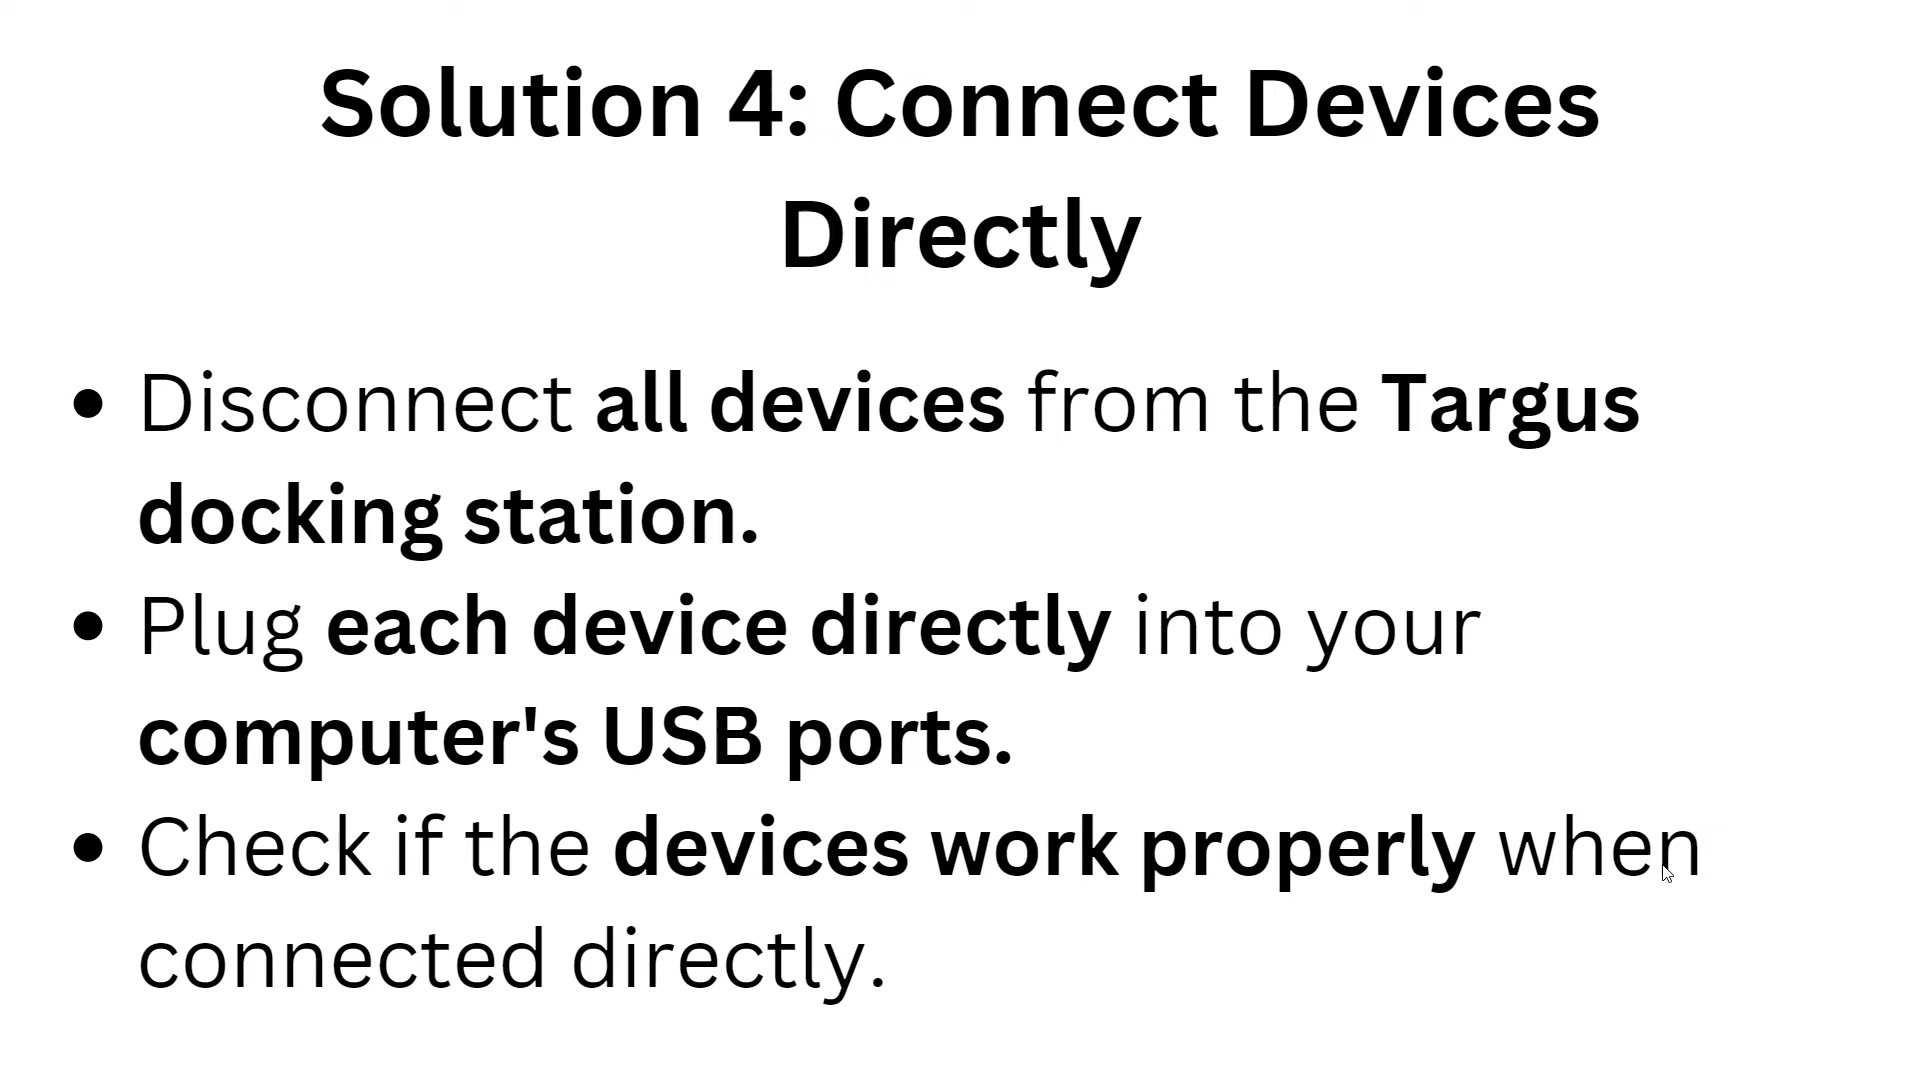 Solution 4: Connect Devices
Directly
• Disconnect all devices from the Targus
docking station.
• Plug each device directly into your
computer's USB ports.
• Check if the devices work properly when
connected directly.